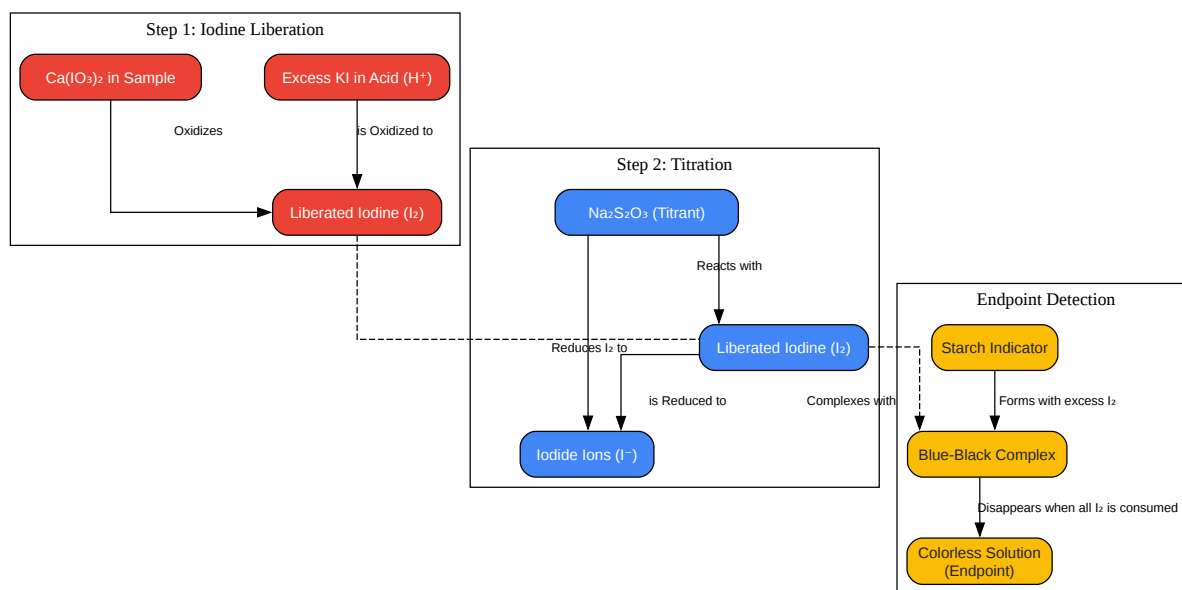 Step 1: Iodine Liberation
Ca(IO₃)₂ in Sample
Excess KI in Acid (H⁺)
Oxidizes
is Oxidized to
Liberated Iodine (I₂)
Step 2: Titration
Na₂S₂O₃ (Titrant)
Reacts with
Liberated Iodine (I₂)
Reduces I₂ to
is Reduced to
Iodide Ions (I⁻)
Endpoint Detection
Starch Indicator
Complexes with
Forms with excess I₂
Blue-Black Complex
Disappears when all I₂ is consumed
Colorless Solution
(Endpoint)